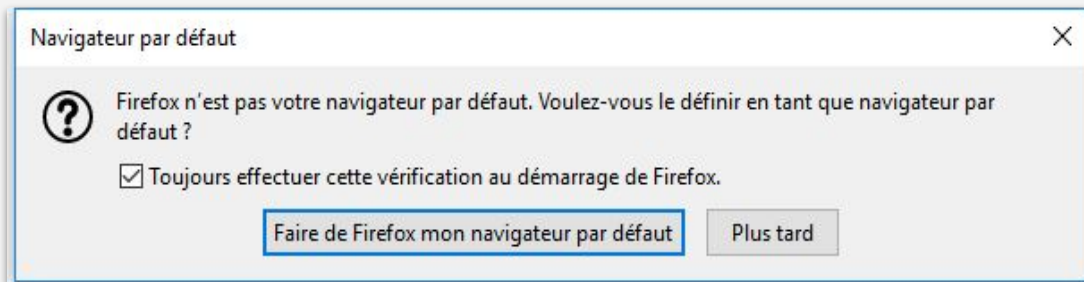 Navigateur par défaut
Firefox n’est pas votre navigateur par défaut. Voulez-vous le définir en tant que navigateur par
défaut ?
Toujours effectuer cette vérification au démarrage de Firefox.
Faire de Firefox mon navigateur par défaut
Plus tard